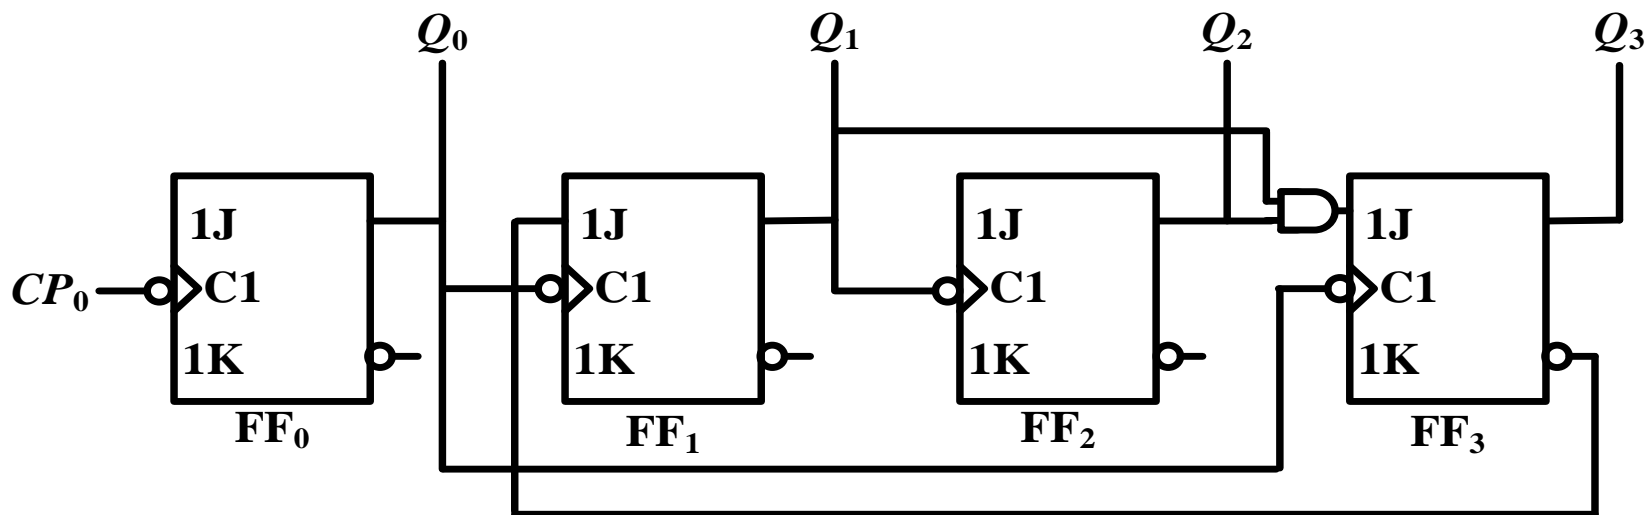 Q0 Q1 Q2 Q3
1J 1J 1J 1J
CP0 C1 C1 C1 C1
1K 1K 1K 1K
FF0 FF1 FF2 FF3